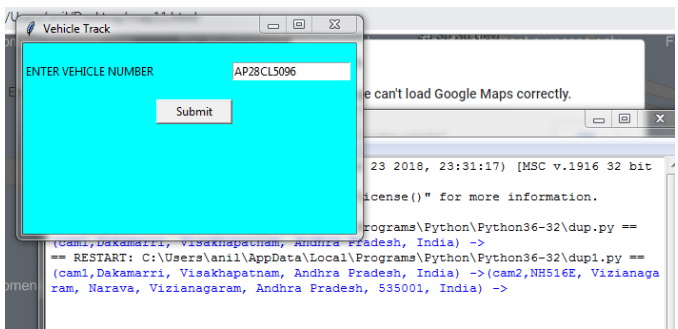 Vehicle Track
ENTER VEHICLE NUMBER AP28CL5096
Submit
e can't load Google Maps correctly.
23 2018, 23:31:17) [MSC v.1916 32 bit
icense()" for more information.
rograms\Python\Python36-32\dup.py ==
(cam1,Dakamarri, Visakhapatnam, Andhra Pradesh, India) ->
== RESTART: C:\Users\anil\AppData\Local\Programs\Python\Python36-32\dup1.py ==
(cam1,Dakamarri, Visakhapatnam, Andhra Pradesh, India) ->(cam2,NH516E, Vizianaga
ram, Narava, Vizianagaram, Andhra Pradesh, 535001, India) ->